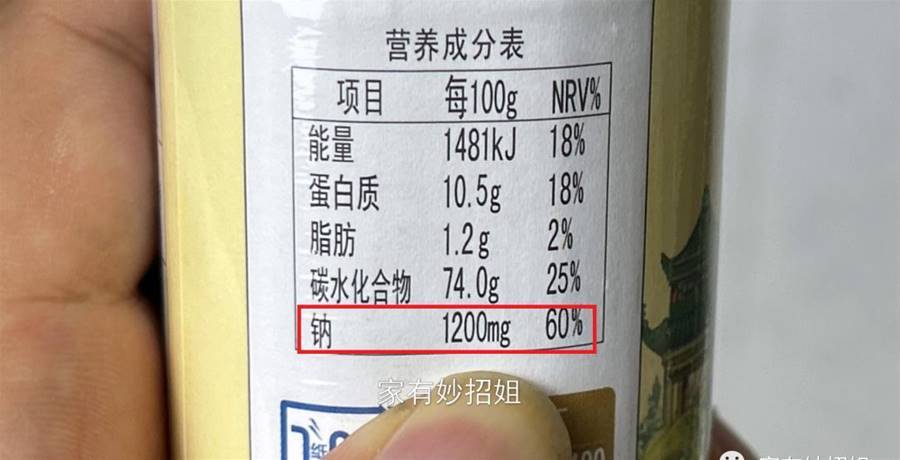 营养成分表
项目 每100g NRV%
能量 1481kJ 18%
蛋白质 10.5g 18%
脂肪 1.2g 2%
碳水化合物 74.0g 25%
钠 1200mg 60%
家有妙招姐